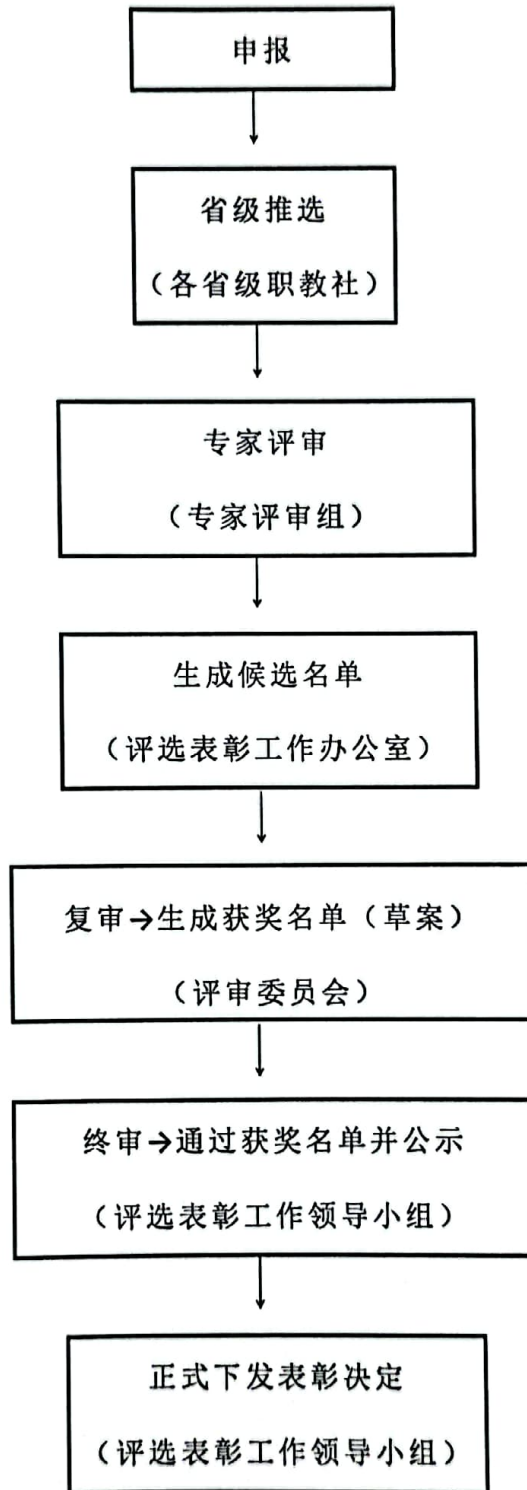 申报
省级推选
（各省级职教社）
专家评审
（专家评审组）
生成候选名单
（评选表彰工作办公室）
复审→生成获奖名单（草案）
（评审委员会）
终审→通过获奖名单并公示
（评选表彰工作领导小组）
正式下发表彰决定
（评选表彰工作领导小组）